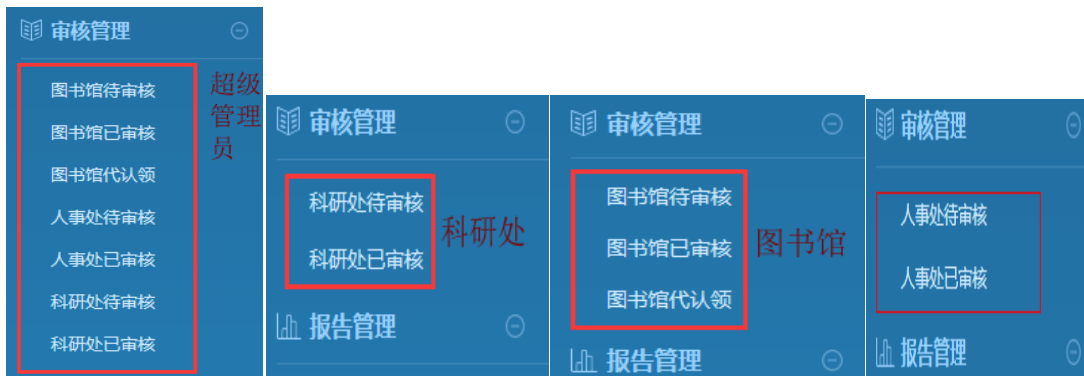 审核管理
图书馆待审核
图书馆已审核
图书馆代认领
人事处待审核
人事处已审核
科研处待审核
科研处已审核
超级
管理
员
审核管理
科研处待审核
科研处已审核
科研处
报告管理
审核管理
图书馆待审核
图书馆已审核
图书馆代认领
图书馆
报告管理
审核管理
人事处待审核
人事处已审核
报告管理